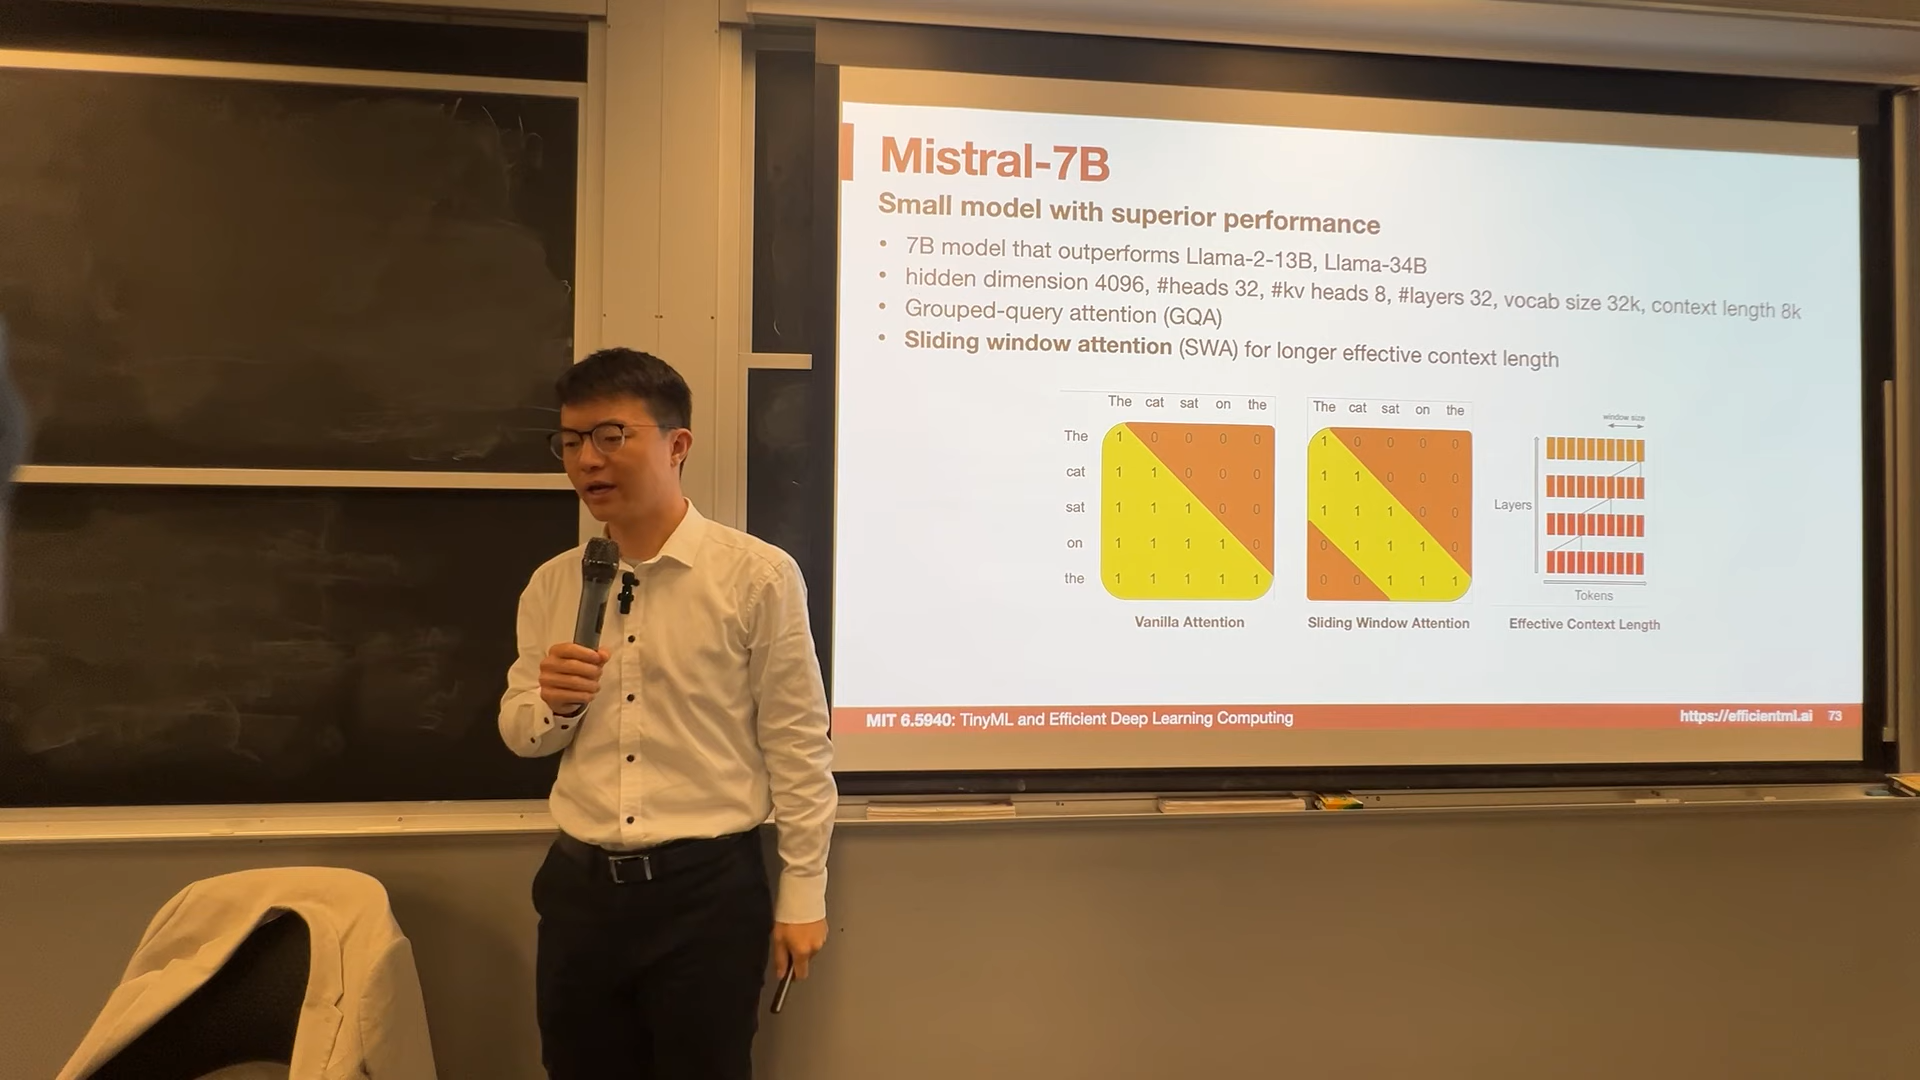 Mistral-7B
Small model with superior performance
• 7B model that outperforms Llama-2-13B, Llama-34B
• hidden dimension 4096, #heads 32, #kv heads 8, #layers 32, vocab size 32k, context length 8k
• Grouped-query attention (GQA)
• Sliding window attention (SWA) for longer effective context length
The cat sat on the
The 1 0 0 0 0
cat 1 1 0 0 0
sat 1 1 1 0 0
on 1 1 1 1 0
the 1 1 1 1 1
Vanilla Attention
The cat sat on the
1 0 0 0 0
1 1 0 0 0
1 1 1 0 0
0 1 1 1 0
0 0 1 1 1
Sliding Window Attention
window size
Layers
Tokens
Effective Context Length
MIT 6.5940: TinyML and Efficient Deep Learning Computing
https://efficientml.ai 73